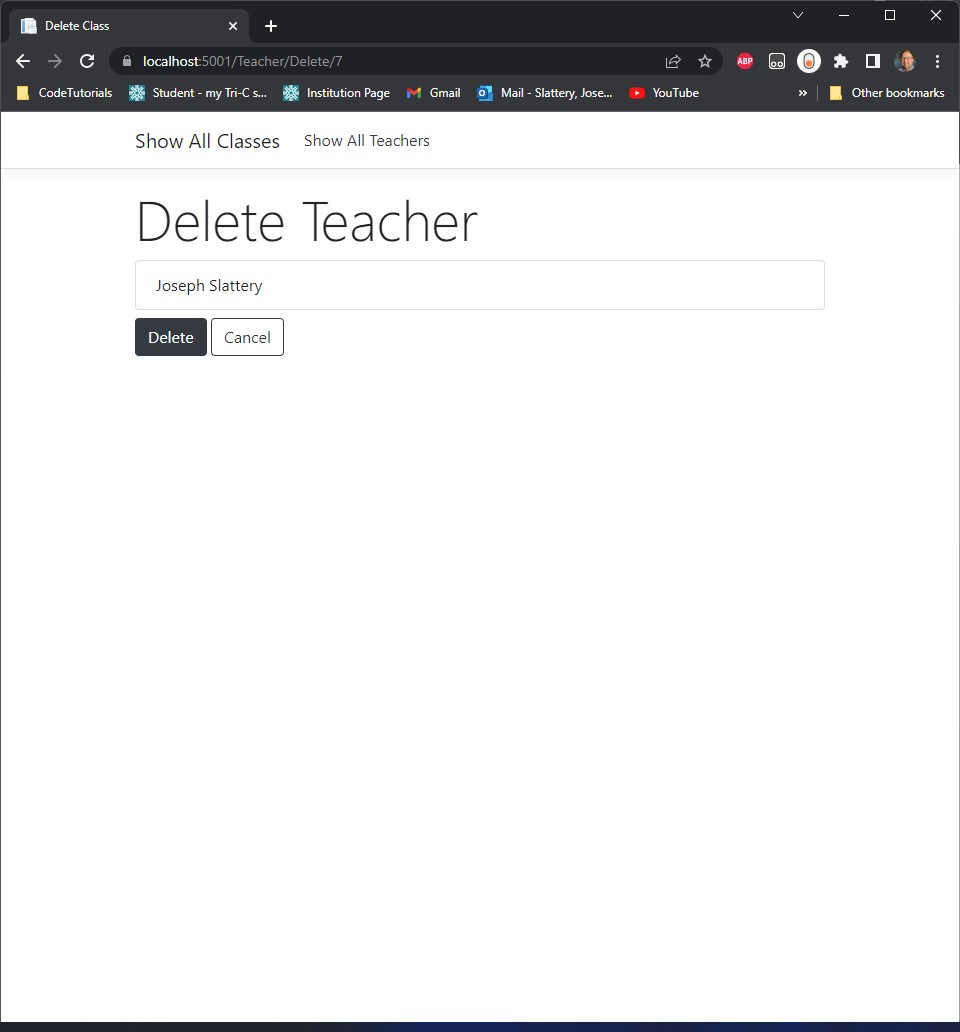 Delete Class
localhost:5001/Teacher/Delete/7
ABP
CodeTutorials Student - my Tri-C s... Institution Page Gmail Mail - Slattery, Jose... YouTube » Other bookmarks
Show All Classes Show All Teachers
Delete Teacher
Joseph Slattery
Delete Cancel